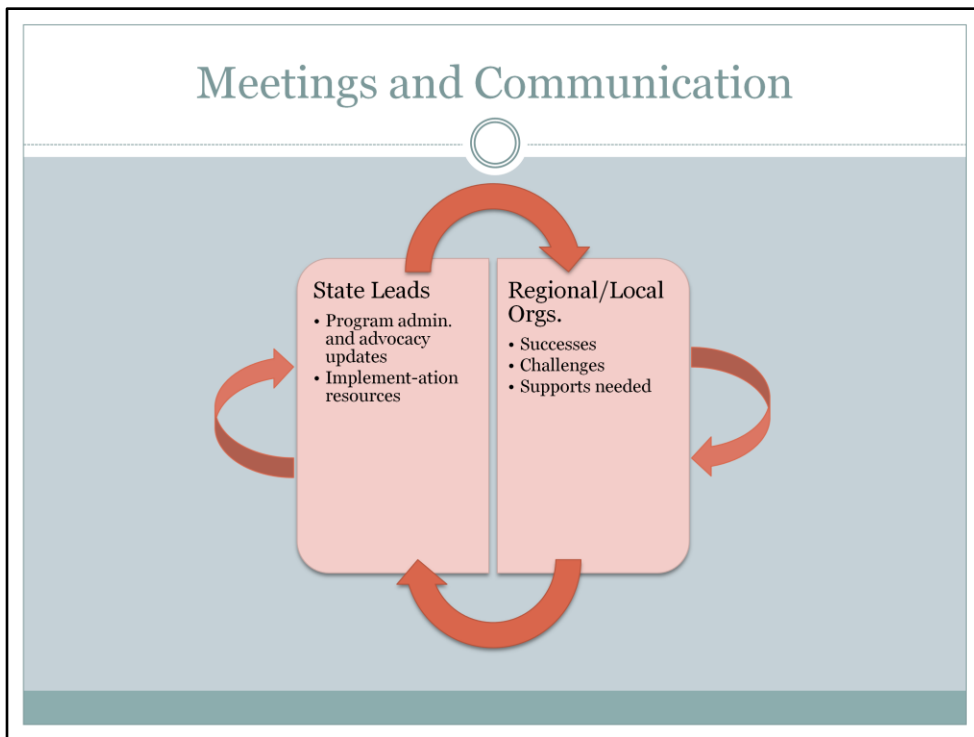 Meetings and Communication
State Leads
• Program admin.
and advocacy
updates
• Implement-ation
resources
Regional/Local
Orgs.
• Successes
• Challenges
• Supports needed